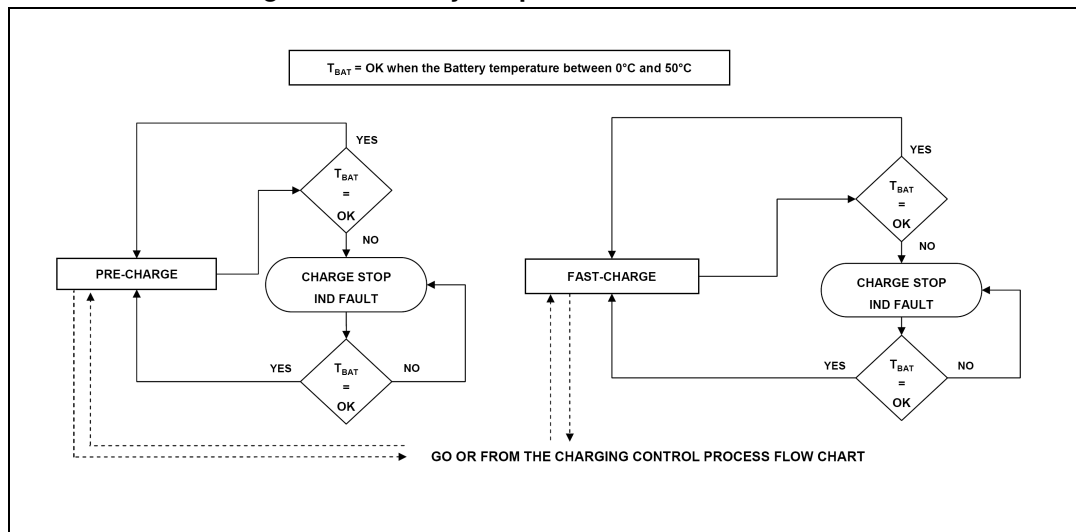 T_BAT = OK when the Battery temperature between 0°C and 50°C
YES
T_BAT
=
OK
NO
PRE-CHARGE
CHARGE STOP
IND FAULT
YES
T_BAT
=
OK
NO
YES
T_BAT
=
OK
NO
FAST-CHARGE
CHARGE STOP
IND FAULT
YES
T_BAT
=
OK
NO
GO OR FROM THE CHARGING CONTROL PROCESS FLOW CHART